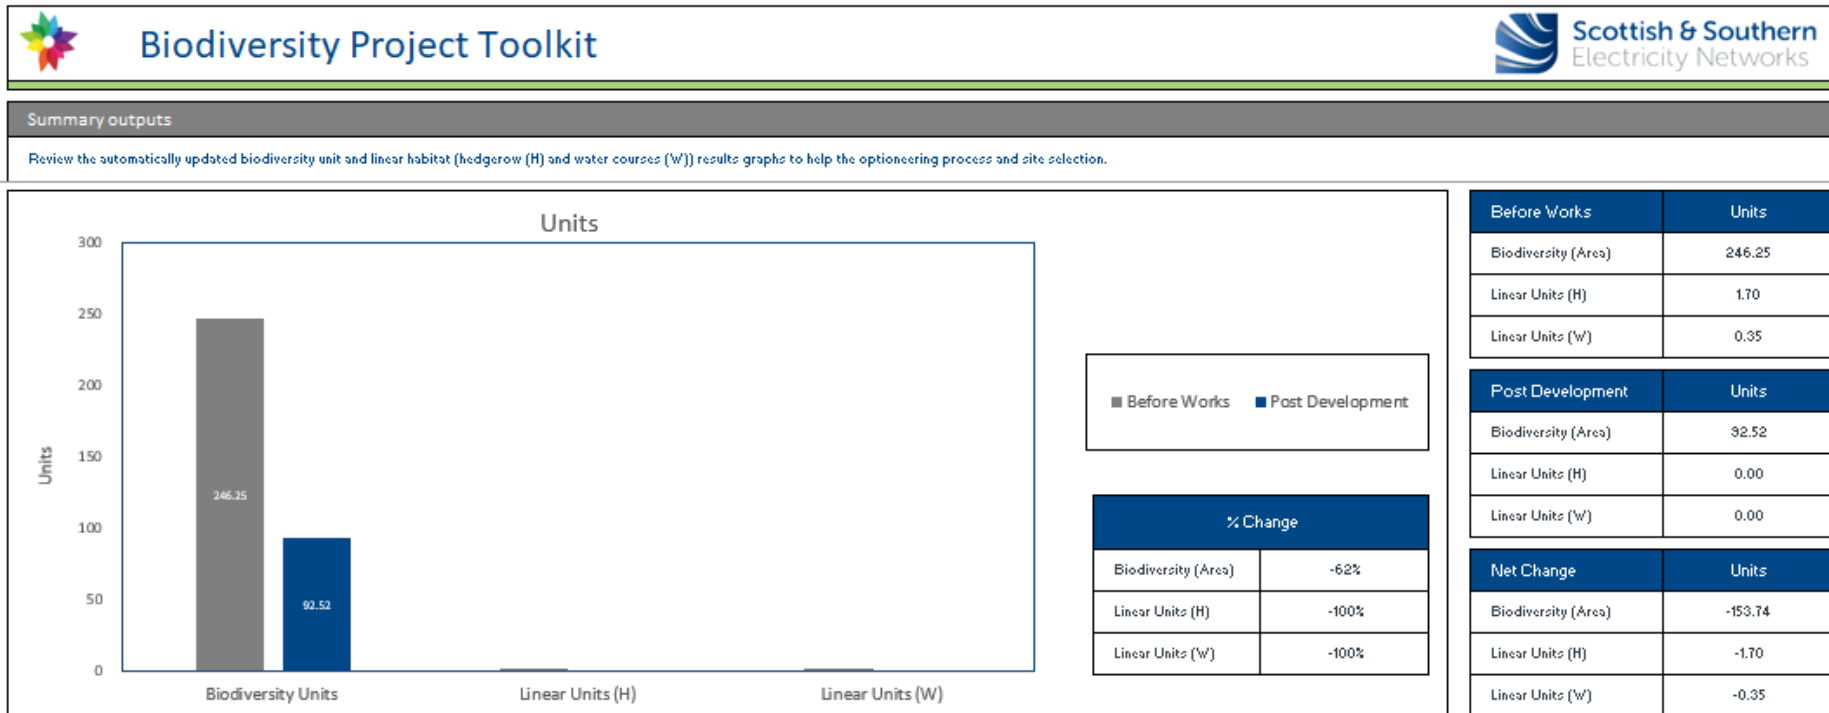 Biodiversity Project Toolkit
Scottish & Southern
Electricity Networks
Summary outputs
Review the automatically updated biodiversity unit and linear habitat (hedgerow (H) and water courses (W)) results graphs to help the optioneering process and site selection.
Units
300
250
200
150
100
50
0
Units
246.25
92.52
Biodiversity Units
Linear Units (H)
Linear Units (W)
Before Works
Post Development
% Change
Biodiversity (Area) -62%
Linear Units (H) -100%
Linear Units (W) -100%
Before Works Units
Biodiversity (Area) 246.25
Linear Units (H) 1.70
Linear Units (W) 0.35
Post Development Units
Biodiversity (Area) 92.52
Linear Units (H) 0.00
Linear Units (W) 0.00
Net Change Units
Biodiversity (Area) -153.74
Linear Units (H) -1.70
Linear Units (W) -0.35